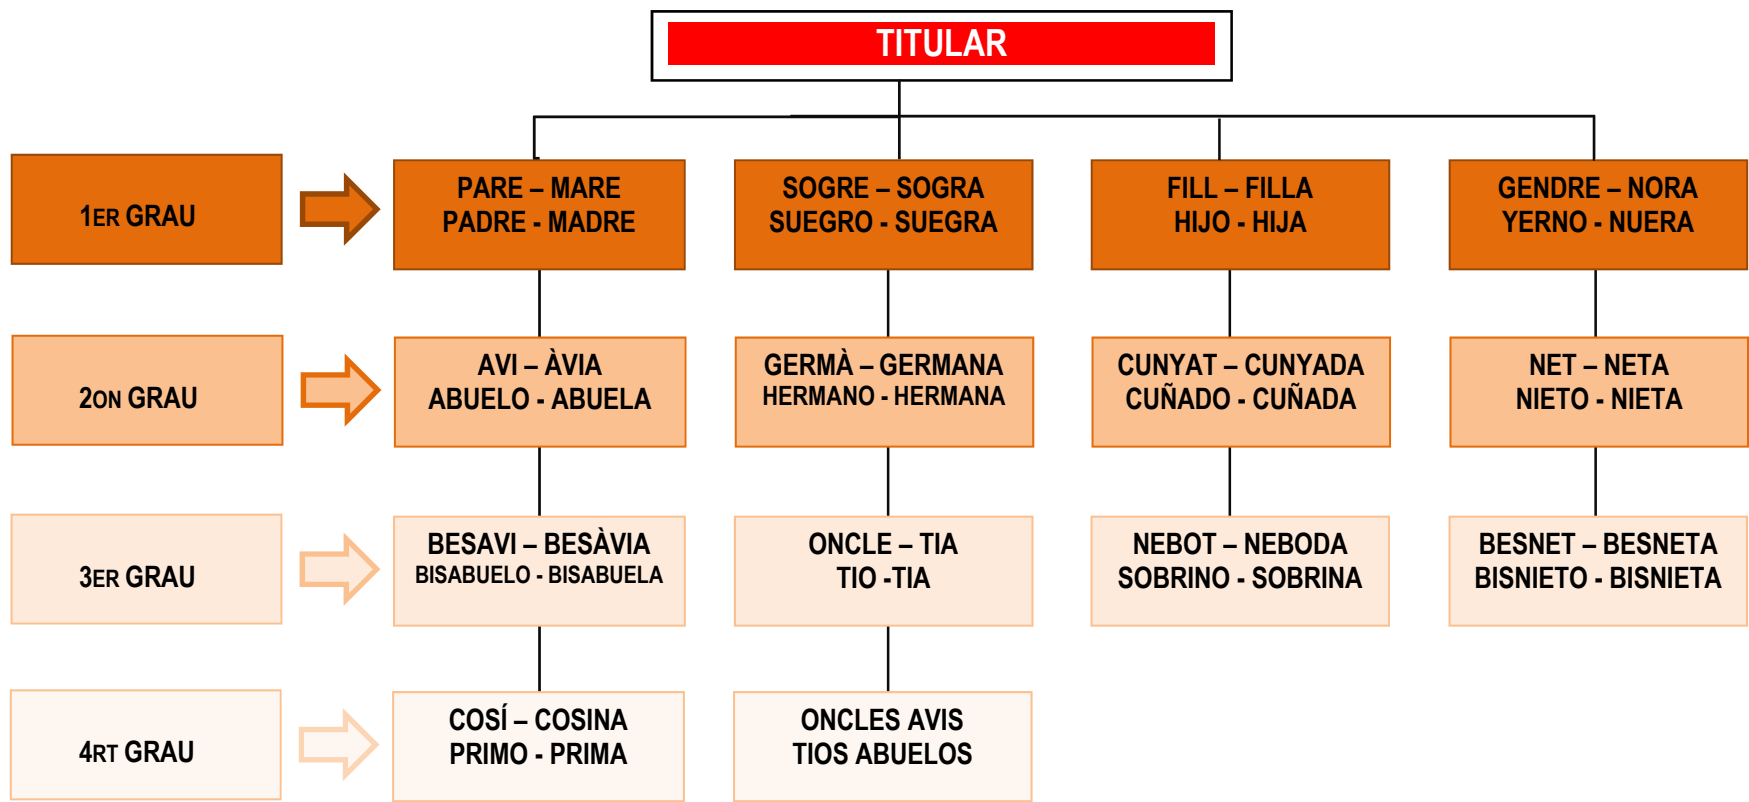 TITULAR
1ER GRAU
PARE – MARE
PADRE - MADRE
SOGRE – SOGRA
SUEGRO - SUEGRA
FILL – FILLA
HIJO - HIJA
GENDRE – NORA
YERNO - NUERA
2ON GRAU
AVI – ÀVIA
ABUELO - ABUELA
GERMÀ – GERMANA
HERMANO - HERMANA
CUNYAT – CUNYADA
CUÑADO - CUÑADA
NET – NETA
NIETO - NIETA
3ER GRAU
BESAVI – BESÀVIA
BISABUELO - BISABUELA
ONCLE – TIA
TIO -TIA
NEBOT – NEBODA
SOBRINO - SOBRINA
BESNET – BESNETA
BISNIETO - BISNIETA
4RT GRAU
COSÍ – COSINA
PRIMO - PRIMA
ONCLES AVIS
TIOS ABUELOS